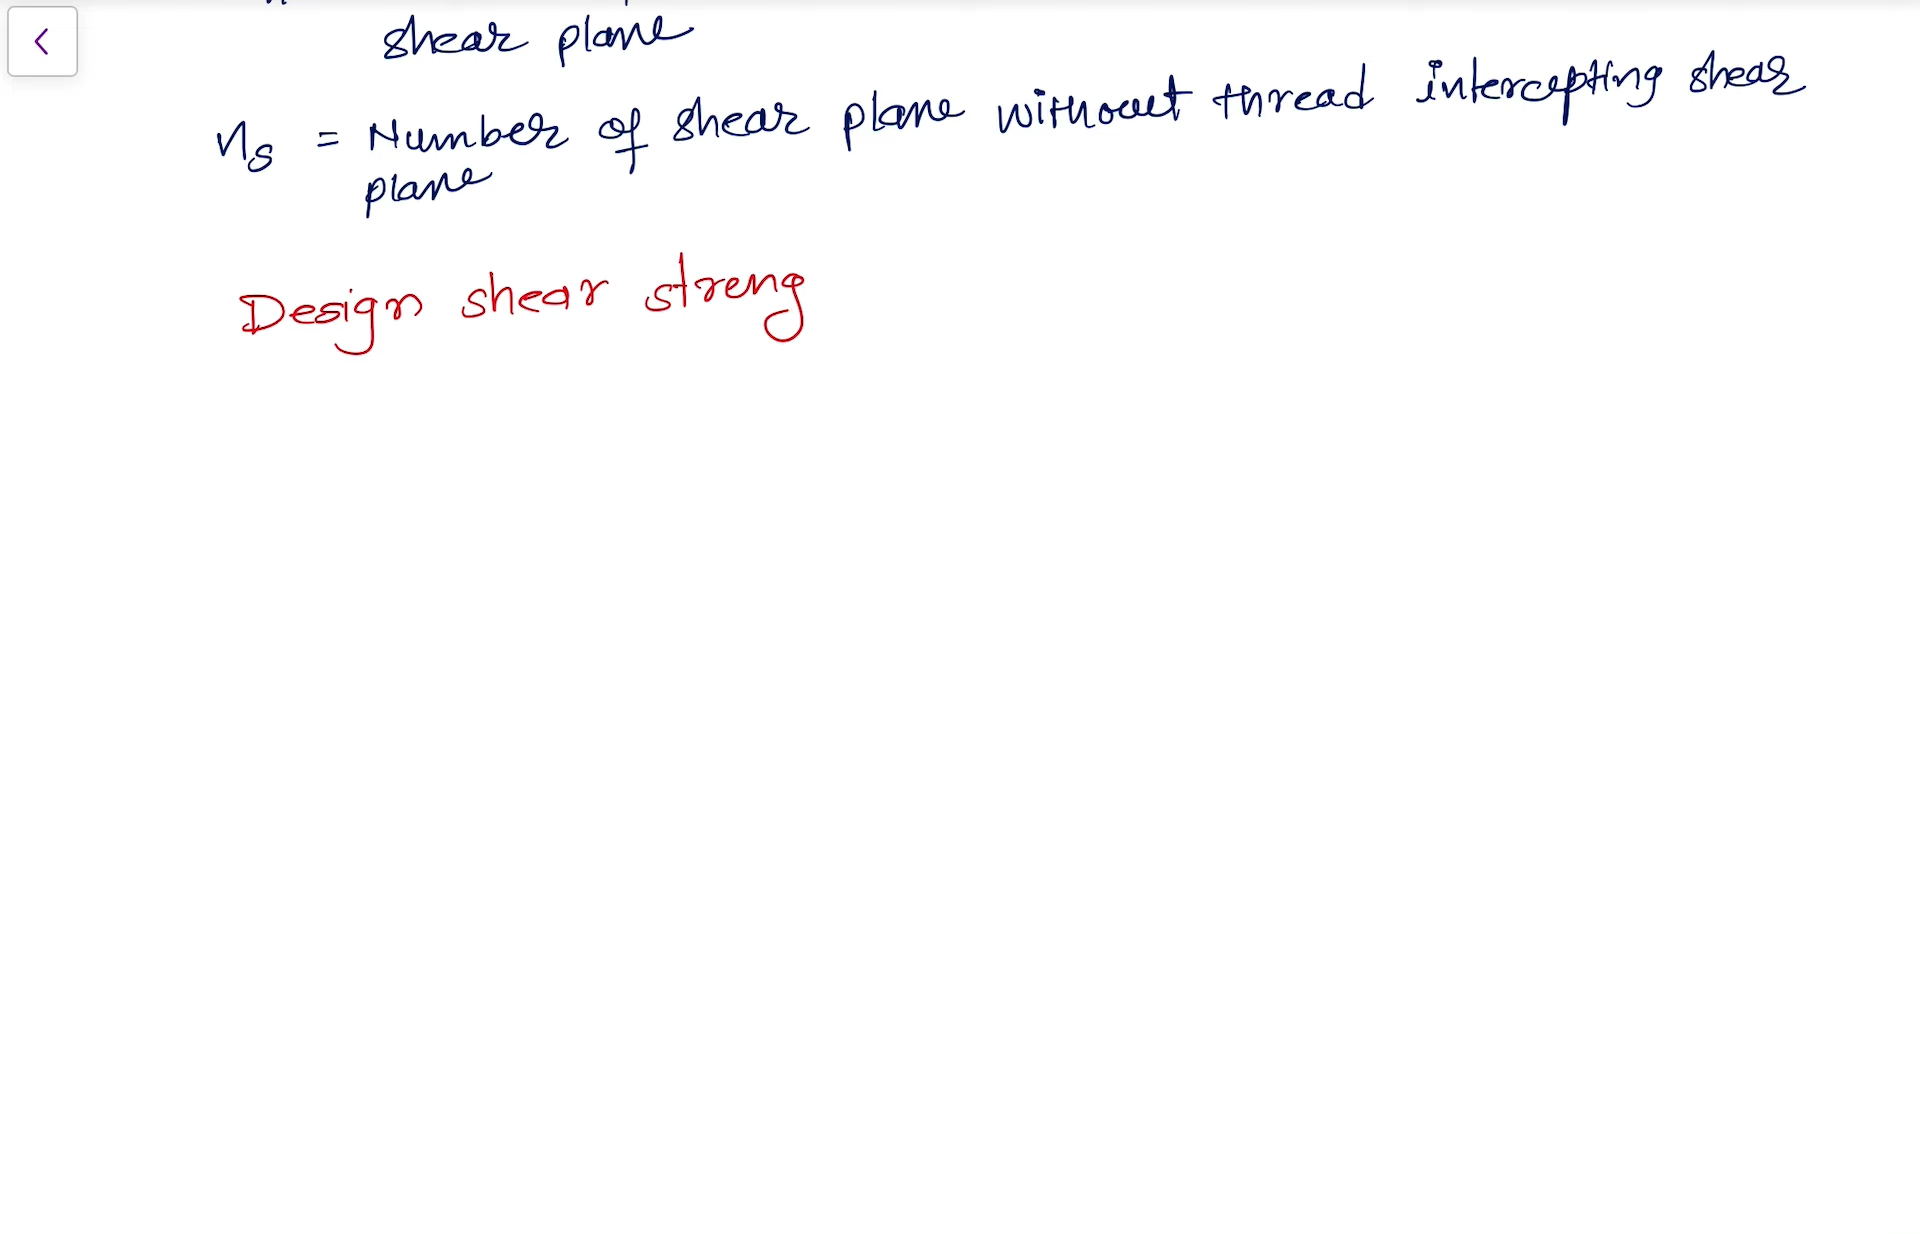 shear plane
ns = Number of shear plane without thread intercepting shear
plane
Design shear streng